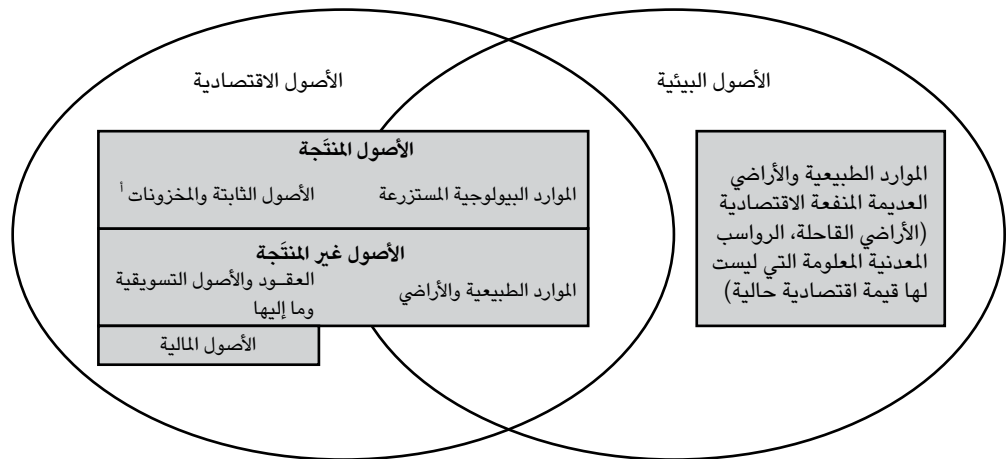 الأصول البيئية
الأصول الاقتصادية
الموارد الطبيعية والأراضي
العديمة المنفعة الاقتصادية
(الأراضي القاحلة، الرواسب
المعدنية المعلومة التي ليست
لها قيمة اقتصادية حالية)
الأصول المنتَجة
الموارد البيولوجية المستزرعة
الأصول الثابتة والمخزونات أ
الأصول غير المنتَجة
الموارد الطبيعية والأراضي
العقــود والأصول التسويقية
وما إليها
الأصول المالية